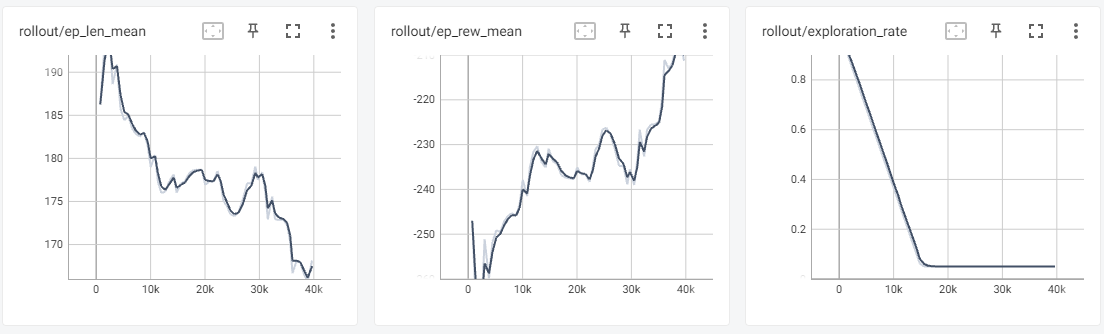 rollout/ep_len_mean
190
185
180
175
170
0 10k 20k 30k 40k
rollout/ep_rew_mean
-220
-230
-240
-250
0 10k 20k 30k 40k
rollout/exploration_rate
0.8
0.6
0.4
0.2
0 10k 20k 30k 40k